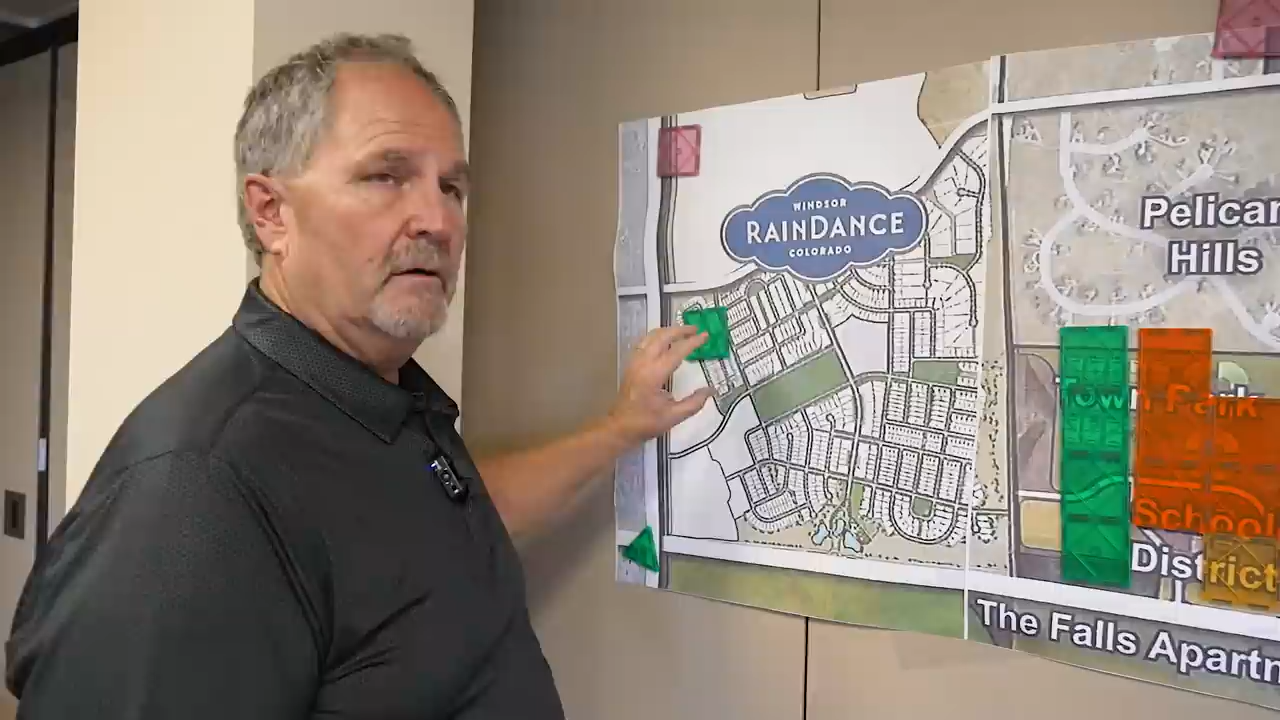 WINDSOR
RAINDANCE
COLORADO
Pelican
Hills
Town Park
School
District
The Falls Apartm